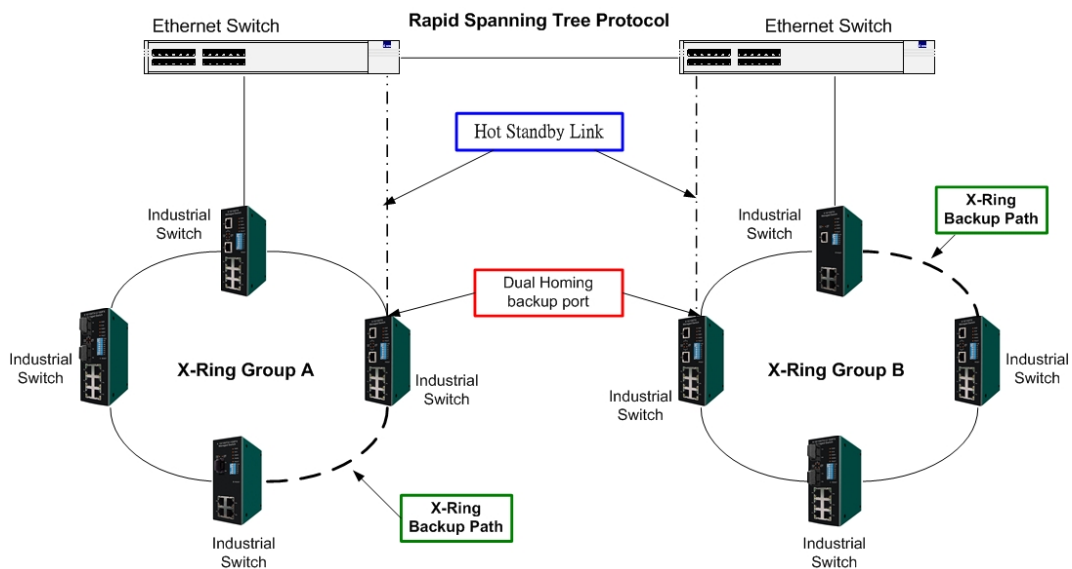 Rapid Spanning Tree Protocol
Ethernet Switch
Ethernet Switch
Hot Standby Link
Industrial
Switch
Industrial
Switch
X-Ring
Backup Path
Dual Homing
backup port
Industrial
Switch
X-Ring Group A
Industrial
Switch
Industrial
Switch
X-Ring Group B
Industrial
Switch
X-Ring
Backup Path
Industrial
Switch
Industrial
Switch